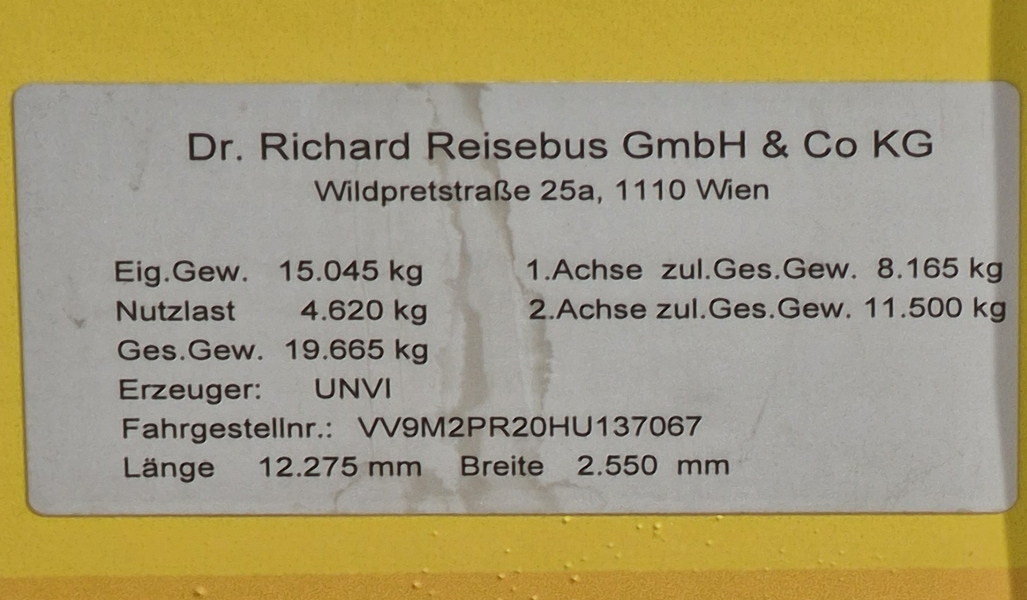 Dr. Richard Reisebus GmbH & Co KG
Wildpretstraße 25a, 1110 Wien
Eig.Gew. 15.045 kg 1.Achse zul.Ges.Gew. 8.165 kg
Nutzlast 4.620 kg 2.Achse zul.Ges.Gew. 11.500 kg
Ges.Gew. 19.665 kg
Erzeuger: UNVI
Fahrgestellnr.: VV9M2PR20HU137067
Länge 12.275 mm Breite 2.550 mm